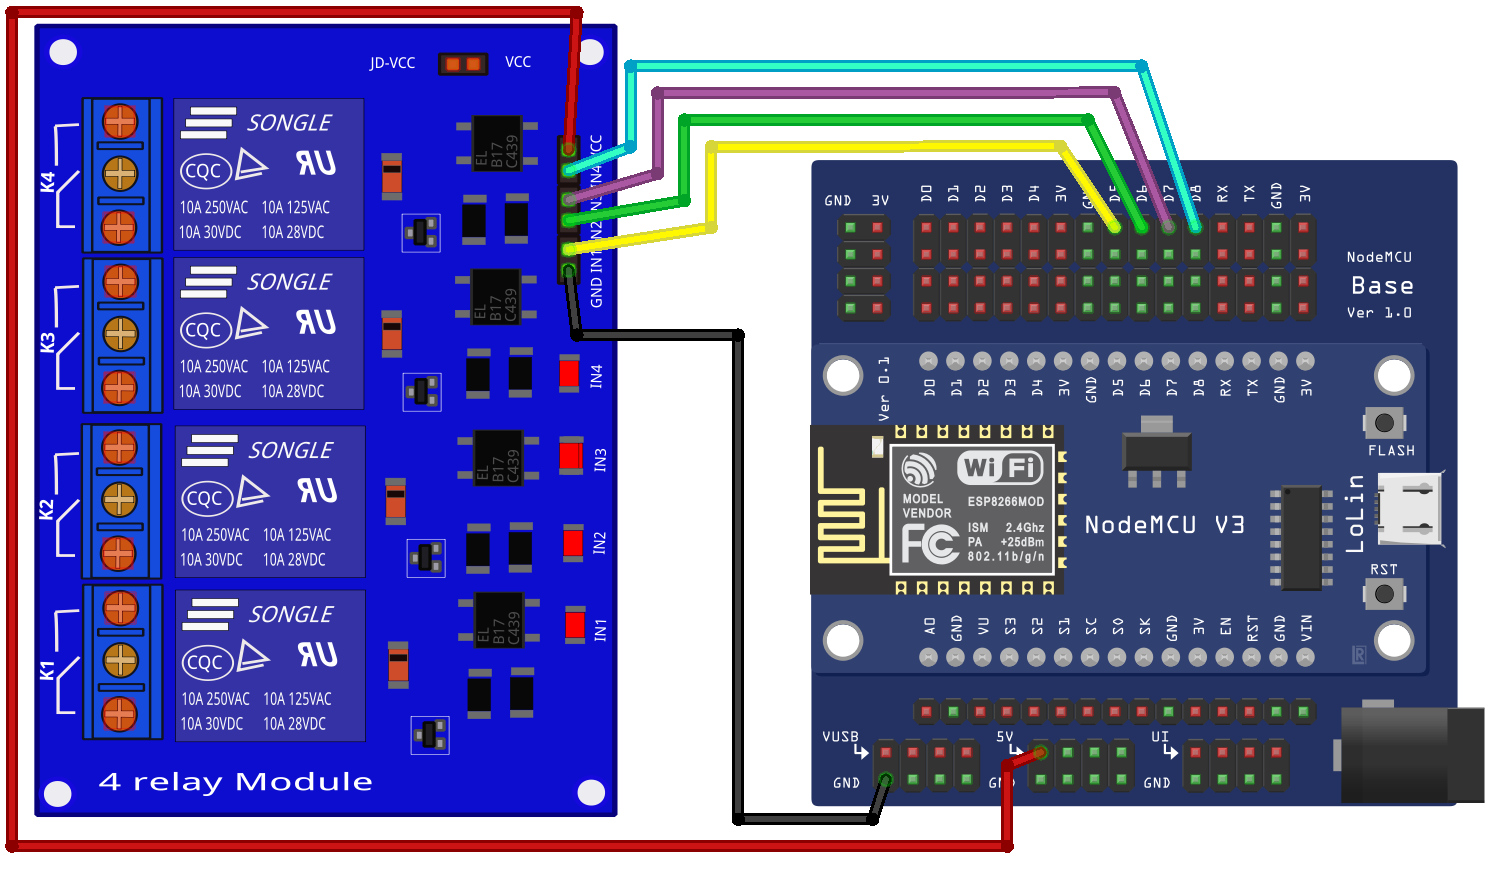 JD-VCC
VCC
K4
SONGLE
CQC
UR
10A 250VAC 10A 125VAC
10A 30VDC 10A 28VDC
EL
B17
C439
K3
SONGLE
CQC
UR
10A 250VAC 10A 125VAC
10A 30VDC 10A 28VDC
EL
B17
C439
K2
SONGLE
CQC
UR
10A 250VAC 10A 125VAC
10A 30VDC 10A 28VDC
EL
B17
C439
K1
SONGLE
CQC
UR
10A 250VAC 10A 125VAC
10A 30VDC 10A 28VDC
EL
B17
C439
GND IN1 IN2 IN3 IN4 VCC
IN4
IN3
IN2
IN1
4 relay Module
GND 3V
D0 D1 D2 D3 D4 3V GND D5 D6 D7 D8 RX TX GND 3V
NodeMCU
Base
Ver 1.0
Ver 0.1
D0 D1 D2 D3 D4 3V GND D5 D6 D7 D8 RX TX GND 3V
FLASH
WiFi
MODEL
VENDOR
ESP8266MOD
FC
ISM 2.4Ghz
PA +25dBm
802.11b/g/n
NodeMCU V3
LoLin
RST
A0 GND VU S3 S2 S1 SC S0 SK GND 3V EN RST GND VIN
R
VUSB
GND
5V
GND
UI
GND